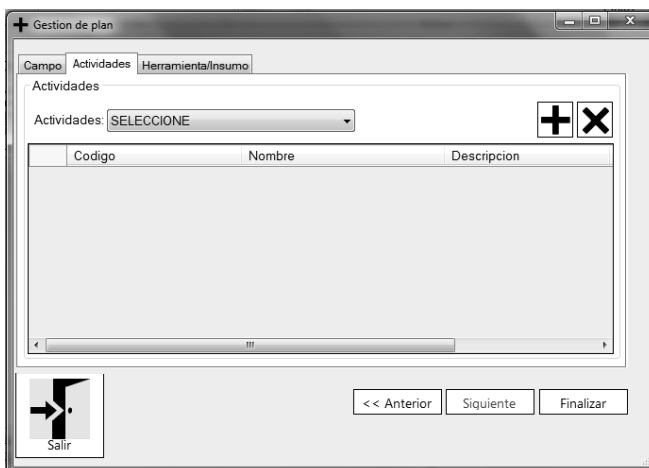 Gestion de plan
Campo Actividades Herramienta/Insumo
Actividades
Actividades: SELECCIONE
Codigo Nombre Descripcion
<< Anterior Siguiente Finalizar
Salir